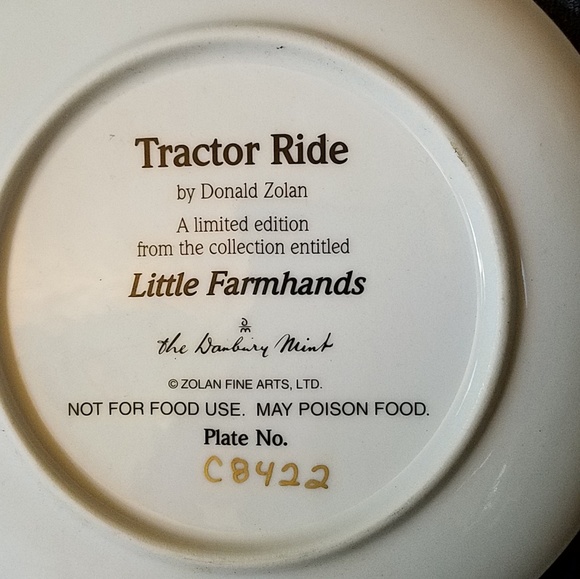 Tractor Ride
by Donald Zolan
A limited edition
from the collection entitled
Little Farmhands
DM
the Danbury Mint
© ZOLAN FINE ARTS, LTD.
NOT FOR FOOD USE. MAY POISON FOOD.
Plate No.
C8422